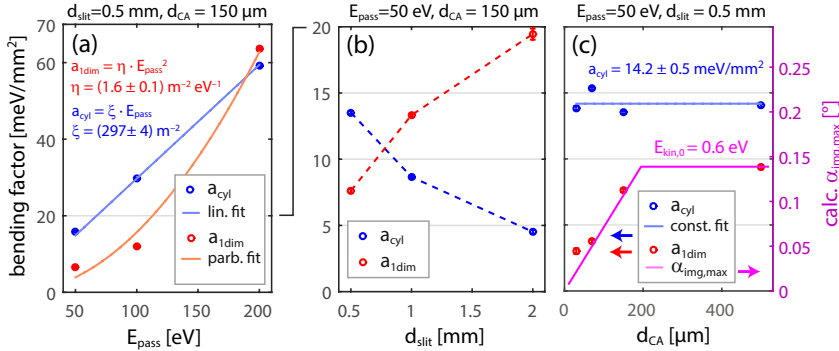 d_slit=0.5 mm, d_CA = 150 µm
(a)
a_1dim = η · E_pass²
η = (1.6 ± 0.1) m⁻² eV⁻¹
a_cyl = ξ · E_pass
ξ = (297± 4) m⁻²
a_cyl
lin. fit
a_1dim
parb. fit
bending factor [meV/mm²]
0
10
20
30
40
50
60
70
50
100
150
200
E_pass [eV]
E_pass=50 eV, d_CA = 150 µm
(b)
a_cyl
a_1dim
0
5
10
15
20
0.5
1
1.5
2
d_slit [mm]
E_pass=50 eV, d_slit = 0.5 mm
(c)
a_cyl = 14.2 ± 0.5 meV/mm²
E_kin,0 = 0.6 eV
a_cyl
const. fit
a_1dim
α_img,max
0
200
400
d_CA [µm]
0
0.05
0.1
0.15
0.2
0.25
calc. α_img,max [°]